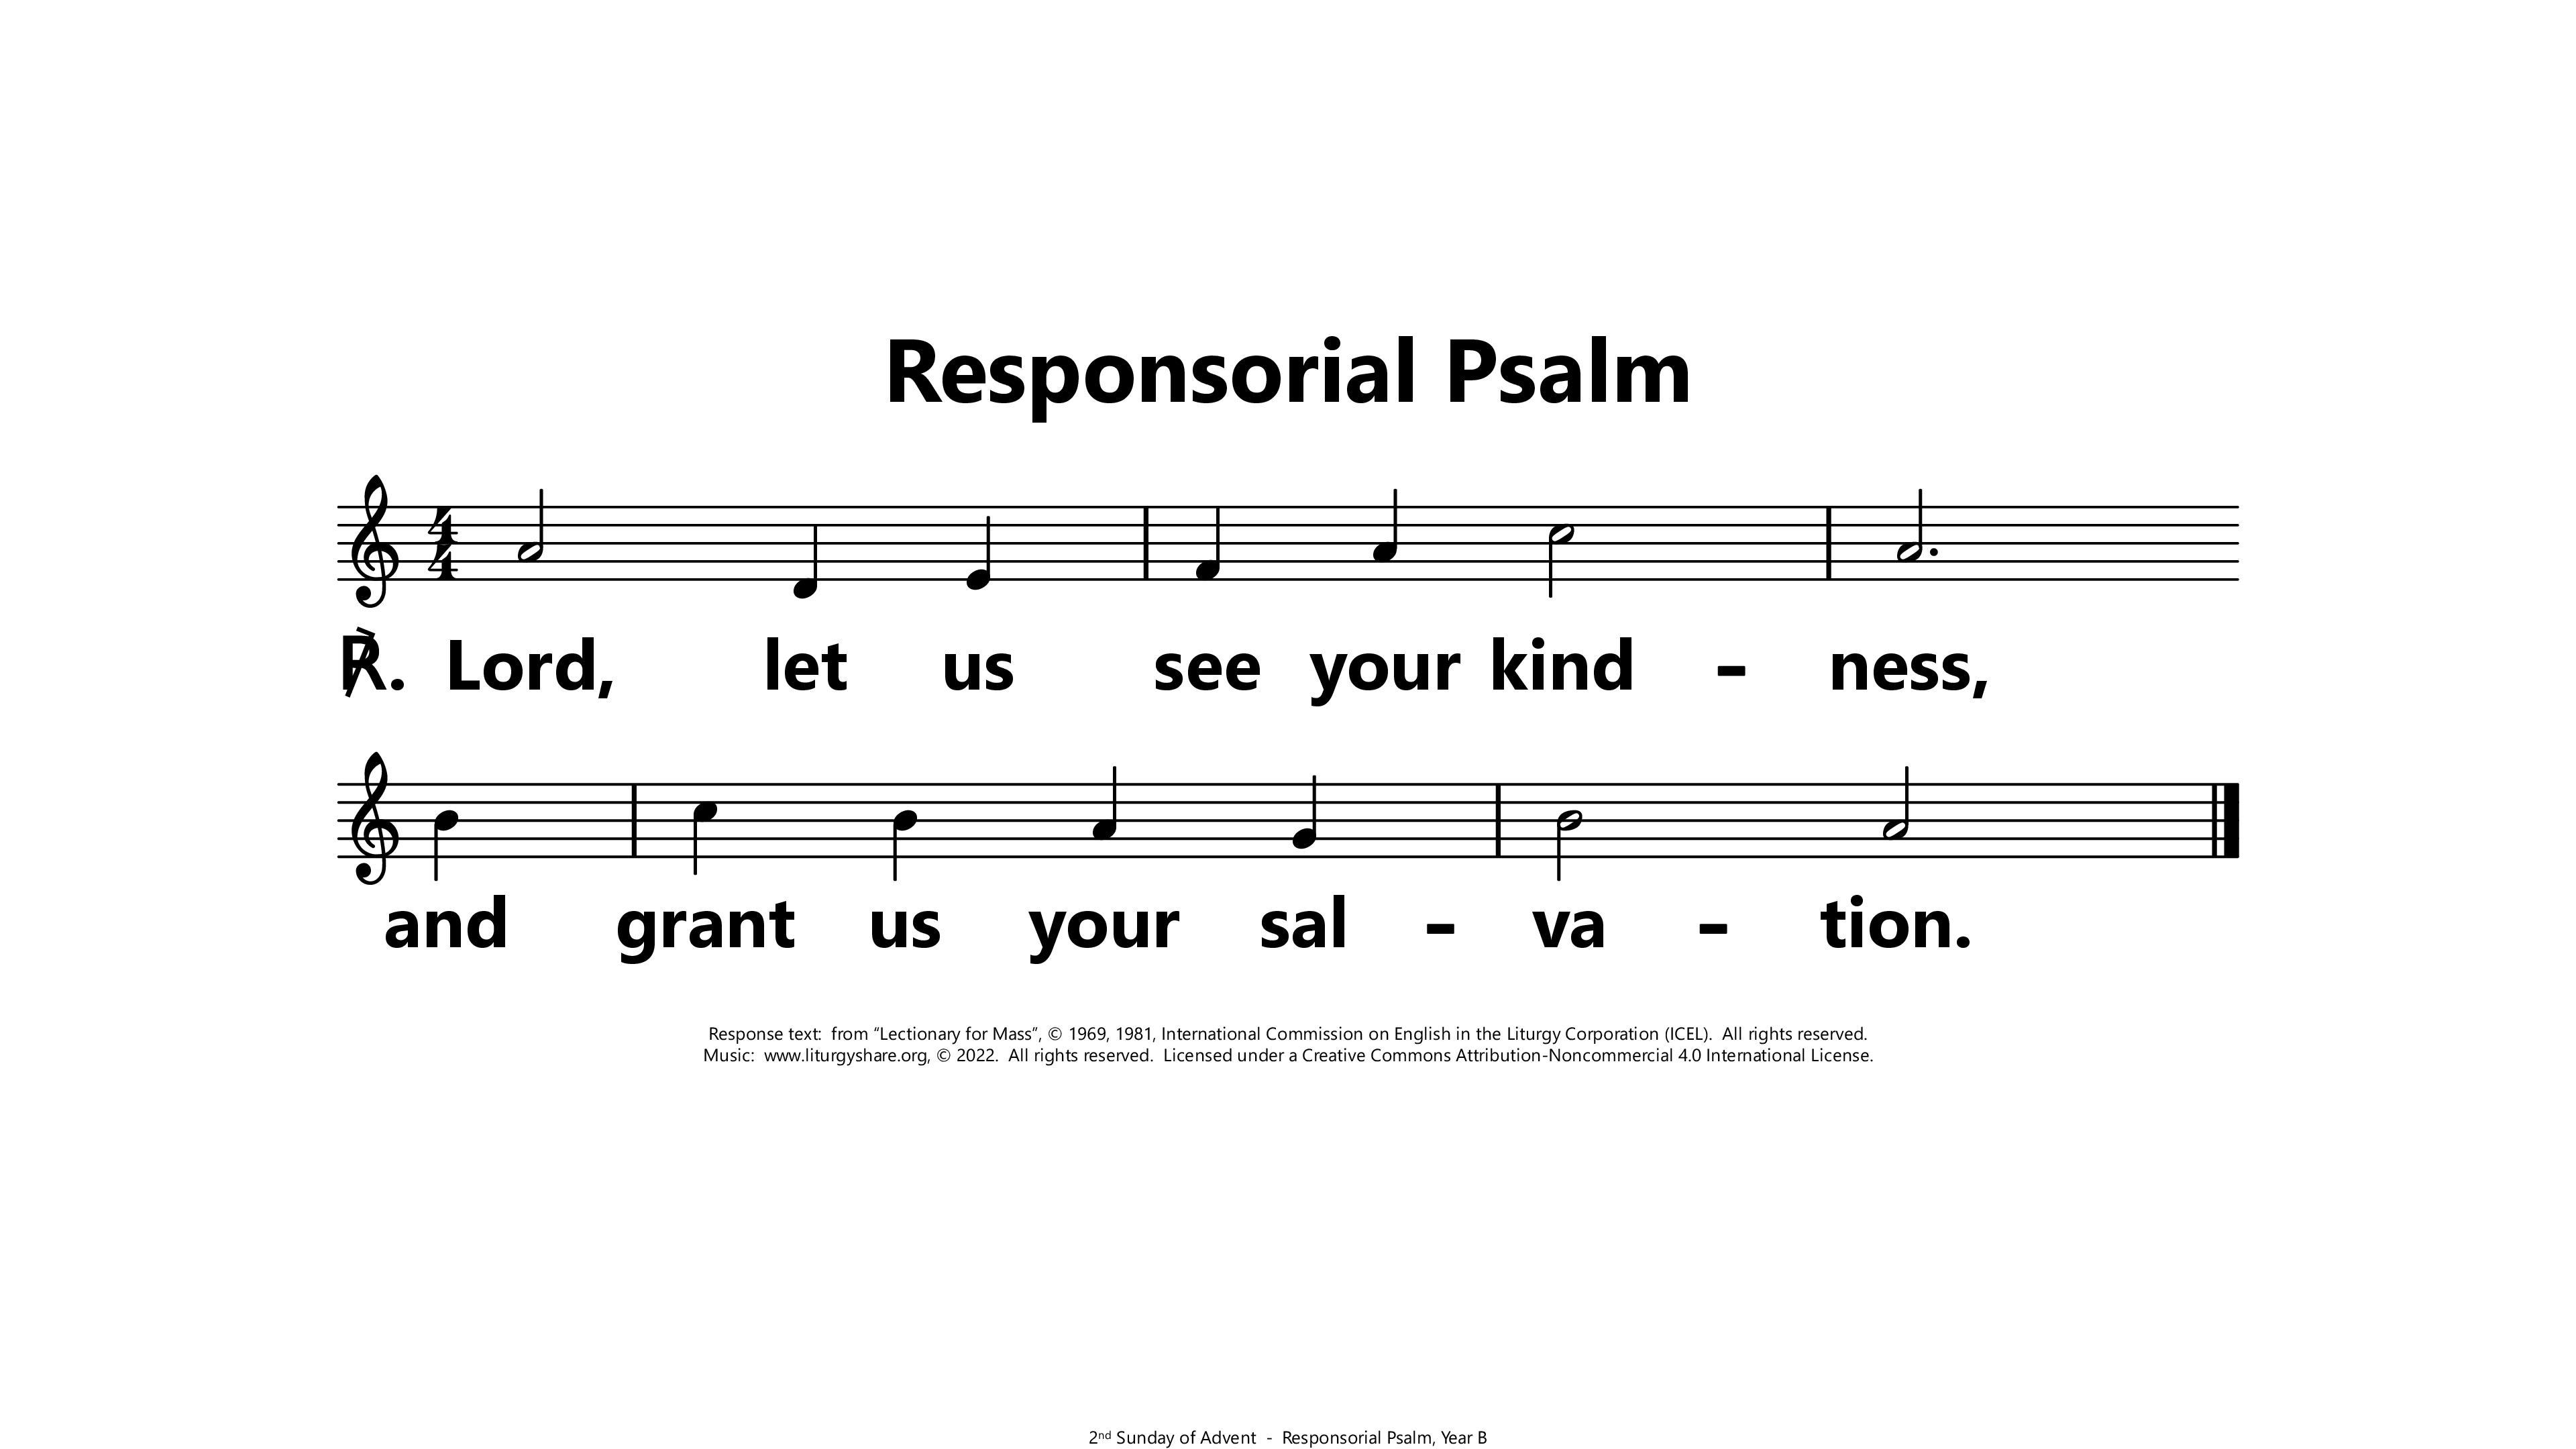 Responsorial Psalm
℟. Lord, let us see your kind - ness,
and grant us your sal - va - tion.
Response text:  from “Lectionary for Mass”, © 1969, 1981, International Commission on English in the Liturgy Corporation (ICEL).  All rights reserved.
Music:  www.liturgyshare.org, © 2022.  All rights reserved.  Licensed under a Creative Commons Attribution-Noncommercial 4.0 International License.
2nd Sunday of Advent  -  Responsorial Psalm, Year B